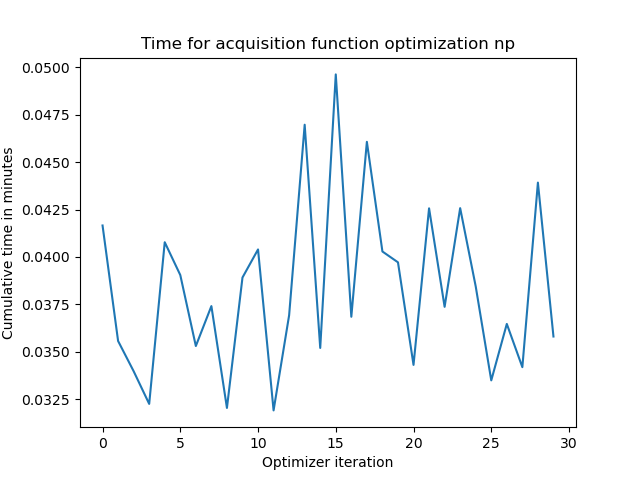 Time for acquisition function optimization np
0.0500
0.0475
0.0450
0.0425
0.0400
0.0375
0.0350
0.0325
Cumulative time in minutes
0 5 10 15 20 25 30
Optimizer iteration